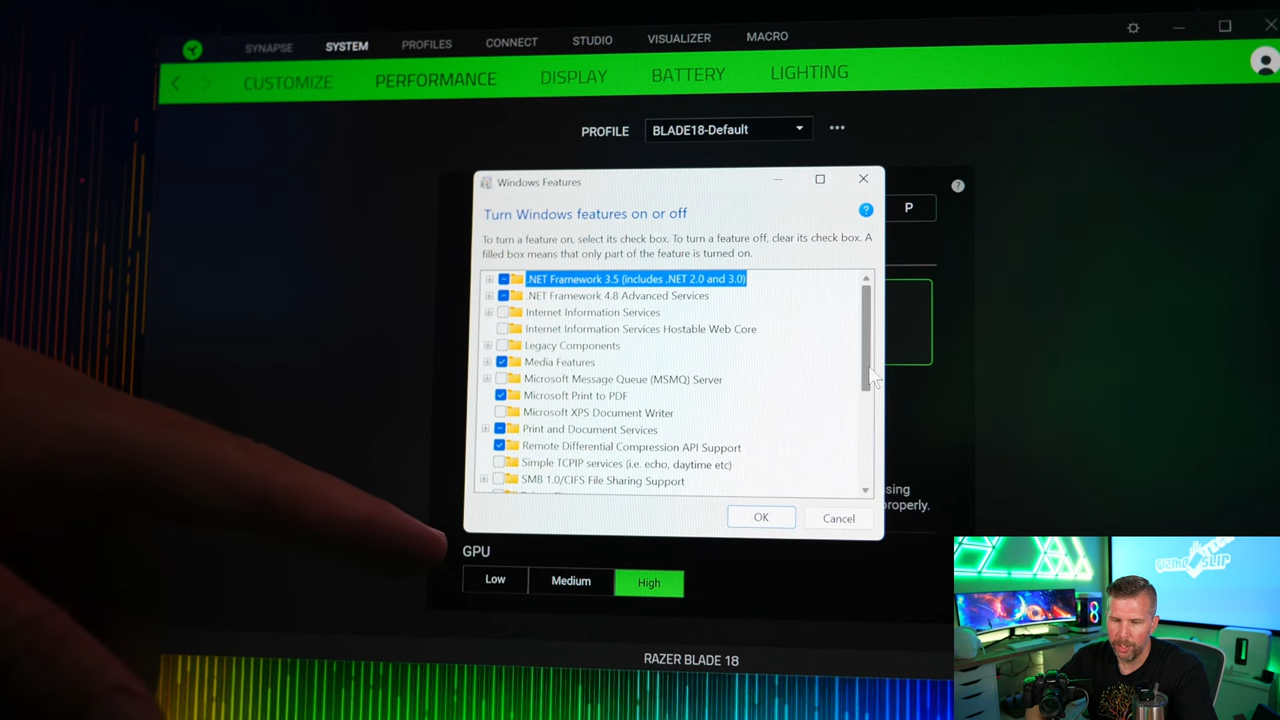 SYNAPSE SYSTEM PROFILES CONNECT STUDIO VISUALIZER MACRO
CUSTOMIZE PERFORMANCE DISPLAY BATTERY LIGHTING
PROFILE BLADE18-Default
Windows Features
Turn Windows features on or off
To turn a feature on, select its check box. To turn a feature off, clear its check box. A
filled box means that only part of the feature is turned on.
.NET Framework 3.5 (includes .NET 2.0 and 3.0)
.NET Framework 4.8 Advanced Services
Internet Information Services
Internet Information Services Hostable Web Core
Legacy Components
Media Features
Microsoft Message Queue (MSMQ) Server
Microsoft Print to PDF
Microsoft XPS Document Writer
Print and Document Services
Remote Differential Compression API Support
Simple TCPIP services (i.e. echo, daytime etc)
SMB 1.0/CIFS File Sharing Support
OK Cancel
P
sing
properly.
GPU
Low Medium High
RAZER BLADE 18